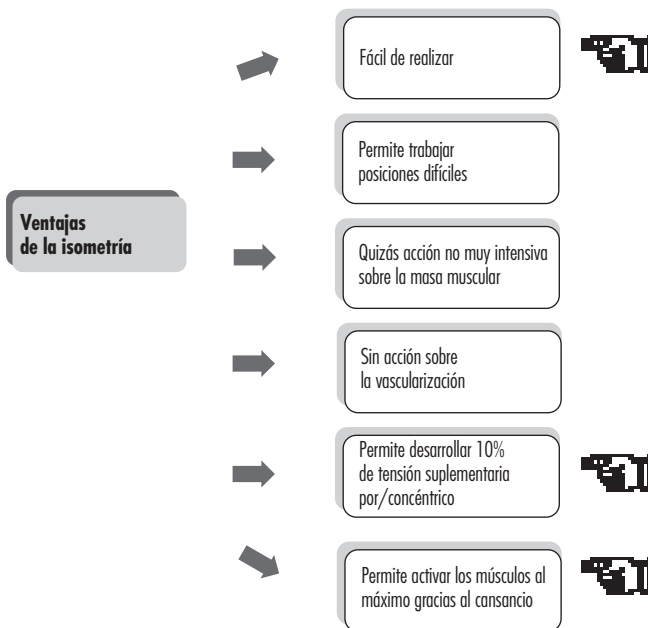 Fácil de realizar
Permite trabajar
posiciones difíciles
Ventajas
de la isometría
Quizás acción no muy intensiva
sobre la masa muscular
Sin acción sobre
la vascularización
Permite desarrollar 10%
de tensión suplementaria
por/concéntrico
Permite activar los músculos al
máximo gracias al cansancio